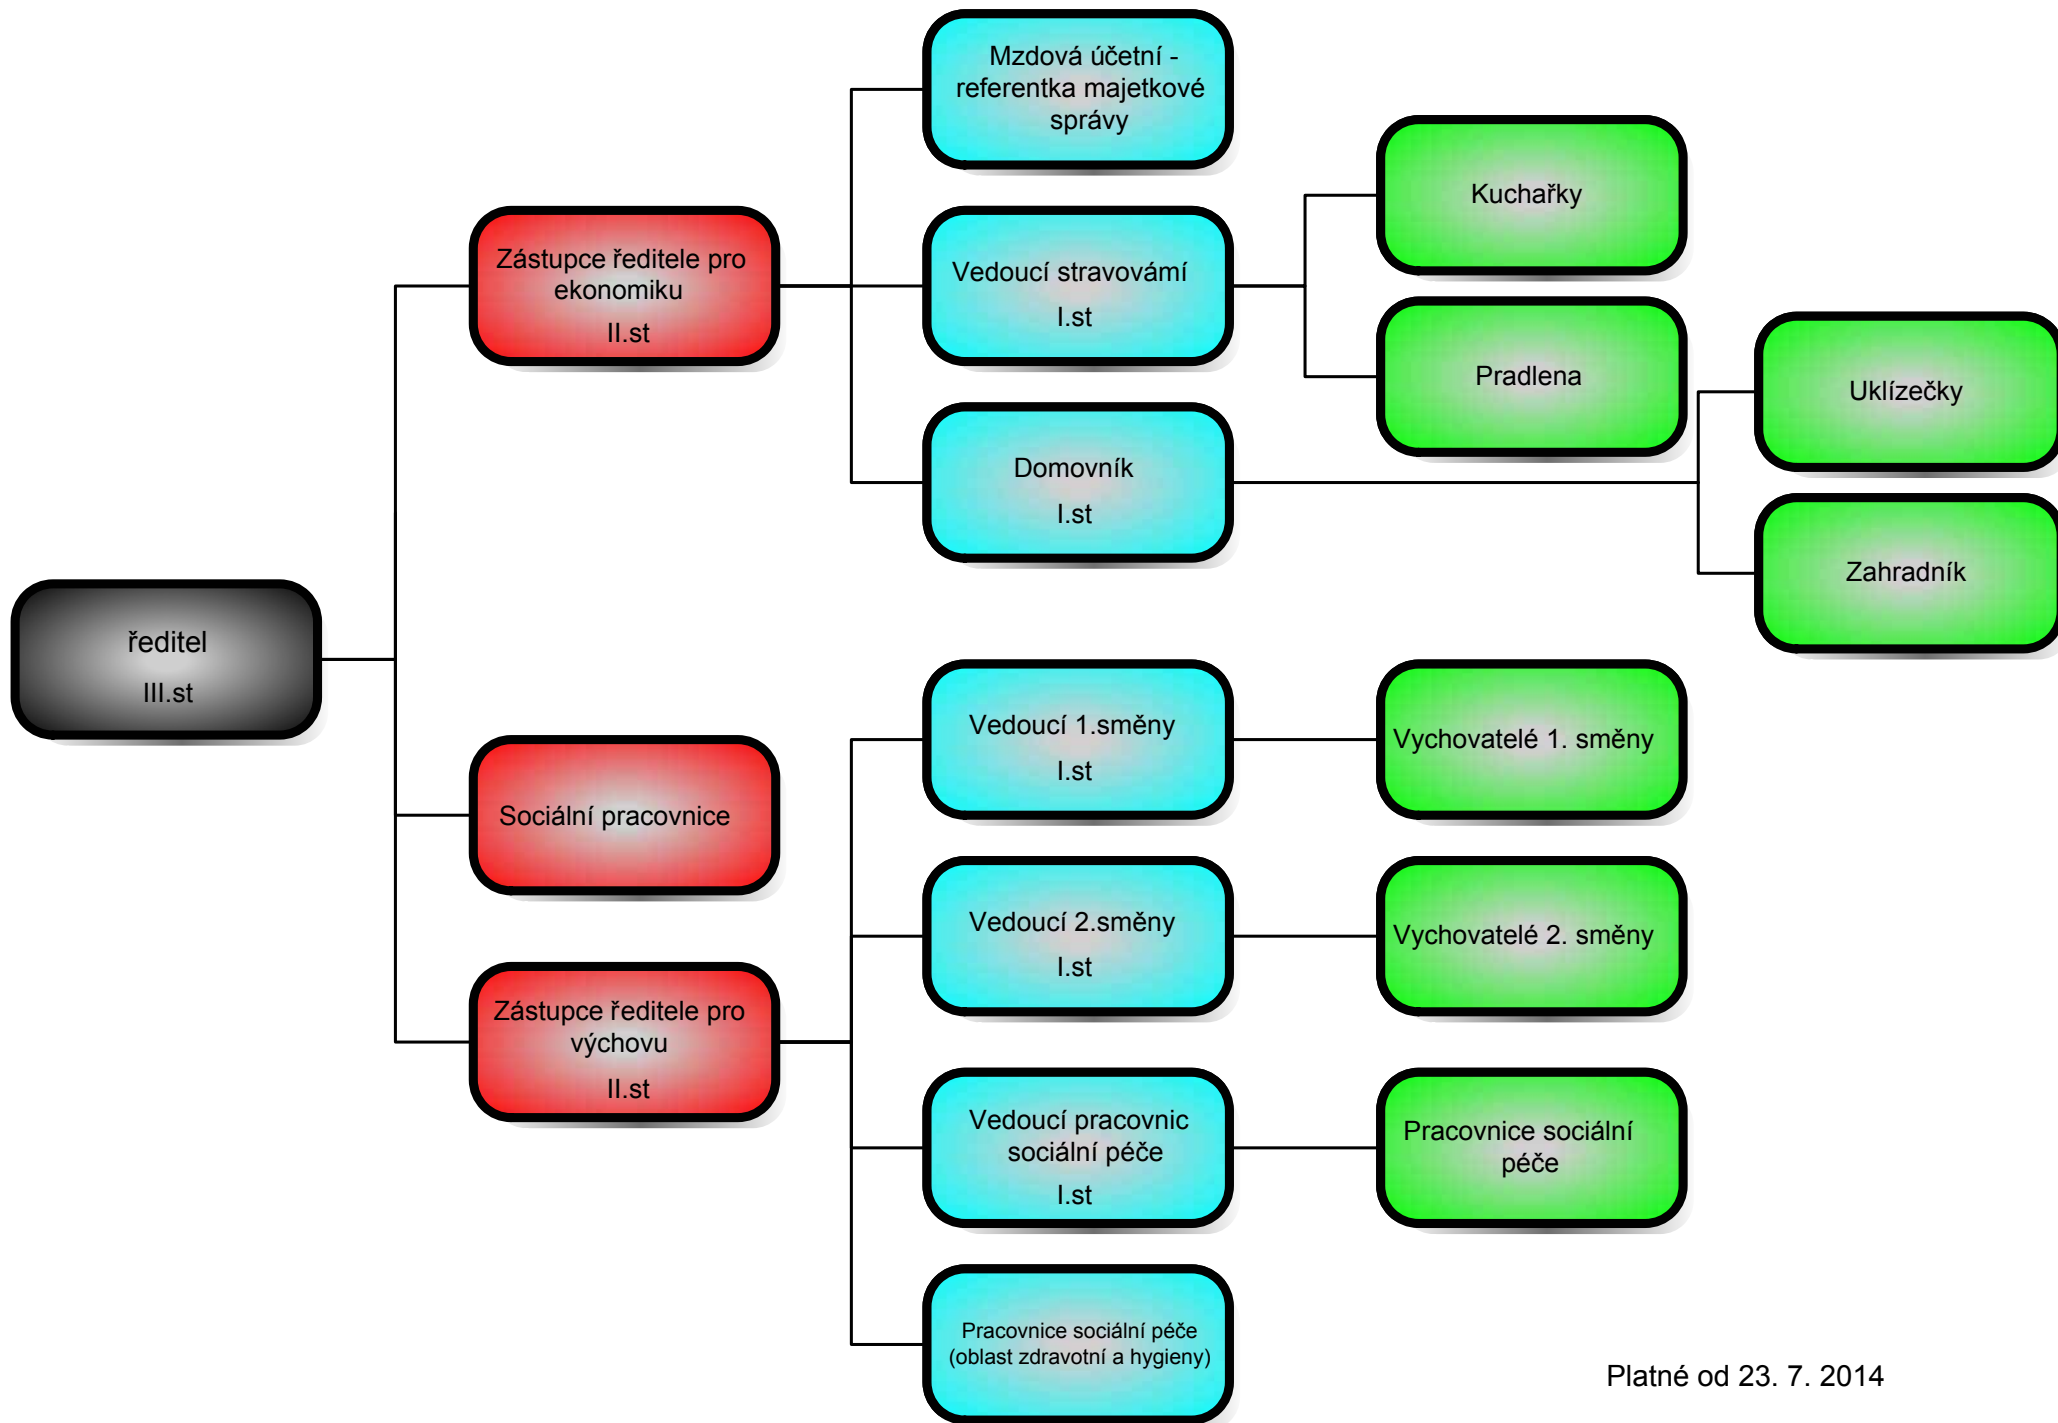 ředitel
III.st
Zástupce ředitele pro
ekonomiku
II.st
Mzdová účetní -
referentka majetkové
správy
Vedoucí stravovámí
I.st
Kuchařky
Pradlena
Domovník
I.st
Uklízečky
Zahradník
Sociální pracovnice
Zástupce ředitele pro
výchovu
II.st
Vedoucí 1.směny
I.st
Vychovatelé 1. směny
Vedoucí 2.směny
I.st
Vychovatelé 2. směny
Vedoucí pracovnic
sociální péče
I.st
Pracovnice sociální
péče
Pracovnice sociální péče
(oblast zdravotní a hygieny)
Platné od 23. 7. 2014